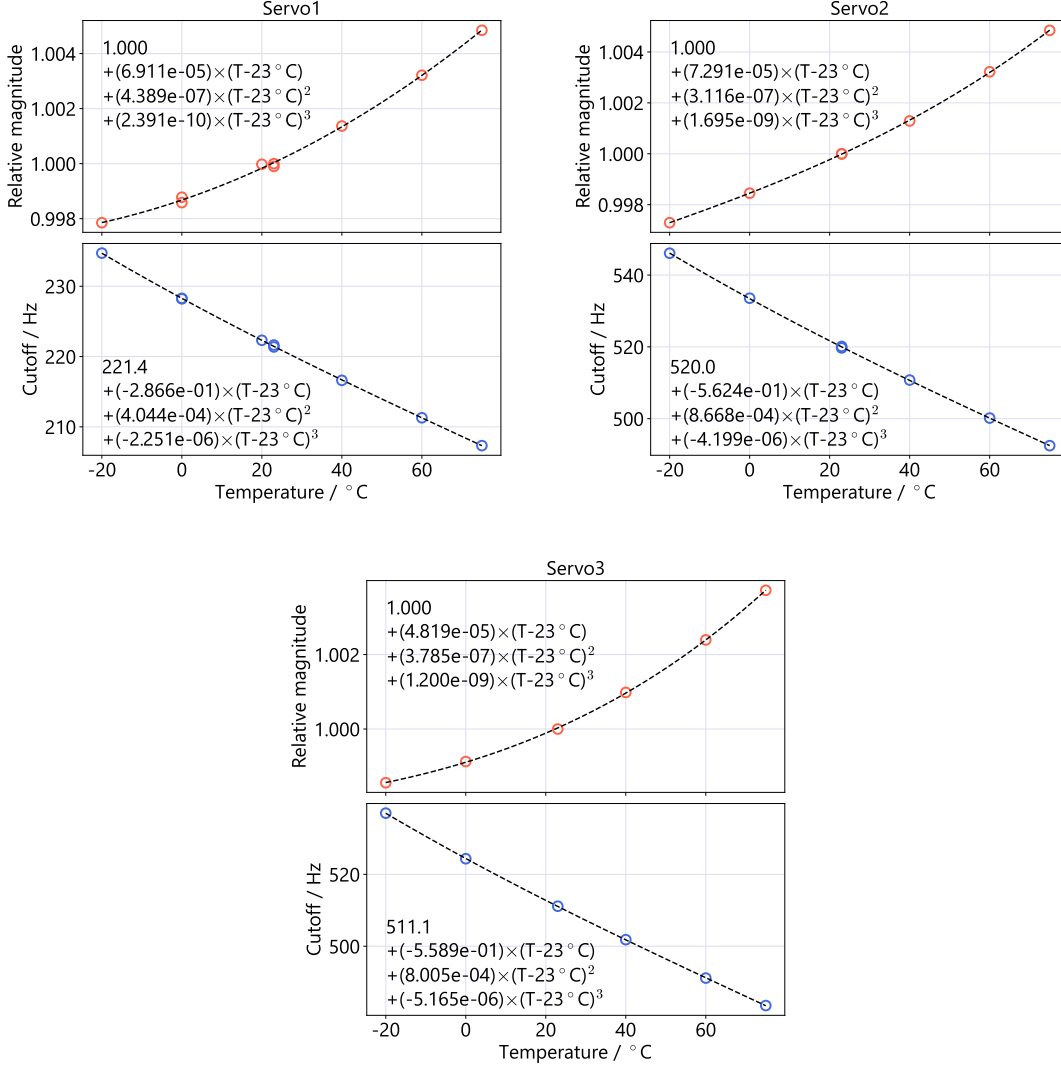 Servo1
Relative magnitude
1.004
1.002
1.000
0.998
1.000
+(6.911e-05)×(T-23°C)
+(4.389e-07)×(T-23°C)²
+(2.391e-10)×(T-23°C)³
Cutoff / Hz
230
220
210
221.4
+(-2.866e-01)×(T-23°C)
+(4.044e-04)×(T-23°C)²
+(-2.251e-06)×(T-23°C)³
-20 0 20 40 60
Temperature / °C
Servo2
Relative magnitude
1.004
1.002
1.000
0.998
1.000
+(7.291e-05)×(T-23°C)
+(3.116e-07)×(T-23°C)²
+(1.695e-09)×(T-23°C)³
Cutoff / Hz
540
520
500
520.0
+(-5.624e-01)×(T-23°C)
+(8.668e-04)×(T-23°C)²
+(-4.199e-06)×(T-23°C)³
-20 0 20 40 60
Temperature / °C
Servo3
Relative magnitude
1.002
1.000
1.000
+(4.819e-05)×(T-23°C)
+(3.785e-07)×(T-23°C)²
+(1.200e-09)×(T-23°C)³
Cutoff / Hz
520
500
511.1
+(-5.589e-01)×(T-23°C)
+(8.005e-04)×(T-23°C)²
+(-5.165e-06)×(T-23°C)³
-20 0 20 40 60
Temperature / °C